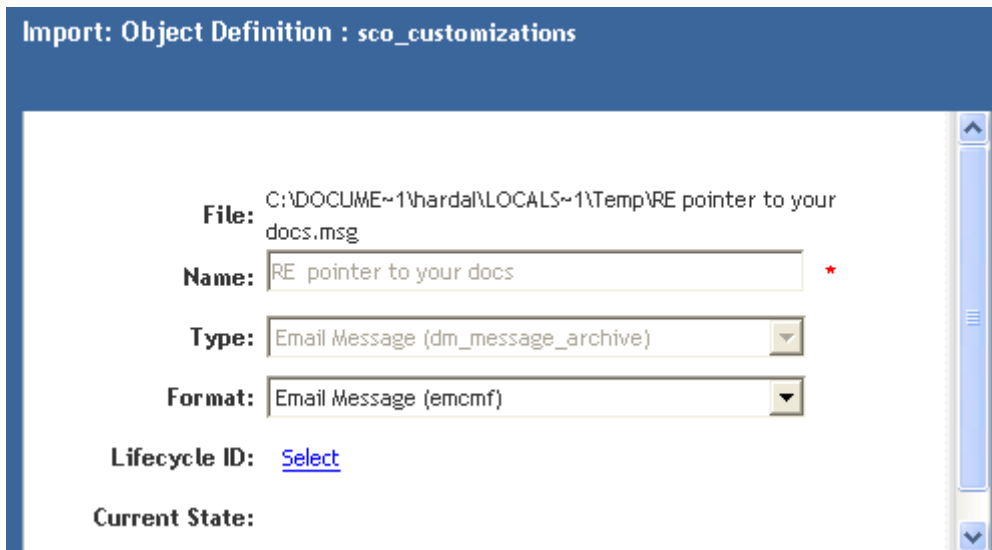 Import: Object Definition : sco_customizations
File: C:\DOCUME~1\hardal\LOCALS~1\Temp\RE pointer to your
docs.msg
Name: RE  pointer to your docs *
Type: Email Message (dm_message_archive)
Format: Email Message (emcmf)
Lifecycle ID: Select
Current State: